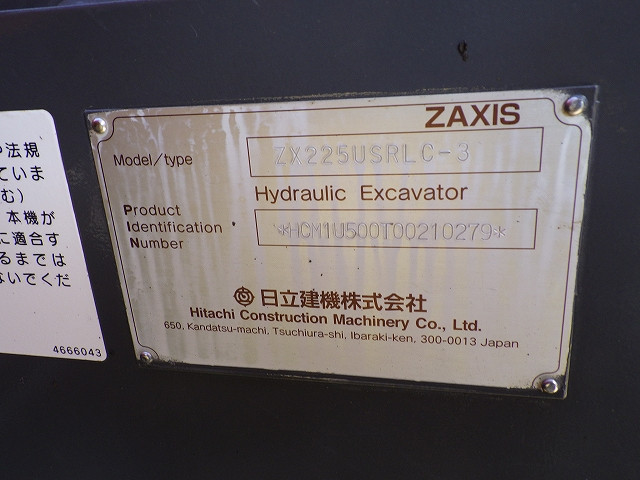 ZAXIS
Model/type ZX225USRLC-3
Hydraulic Excavator
Product
Identification
Number
*HCM1U500T00210279*
日立建機株式会社
Hitachi Construction Machinery Co., Ltd.
650, Kandatsu-machi, Tsuchiura-shi, Ibaraki-ken, 300-0013 Japan
や法規
ていま
む)
本機が
に適合す
るまでは
ないでくだ
4666043